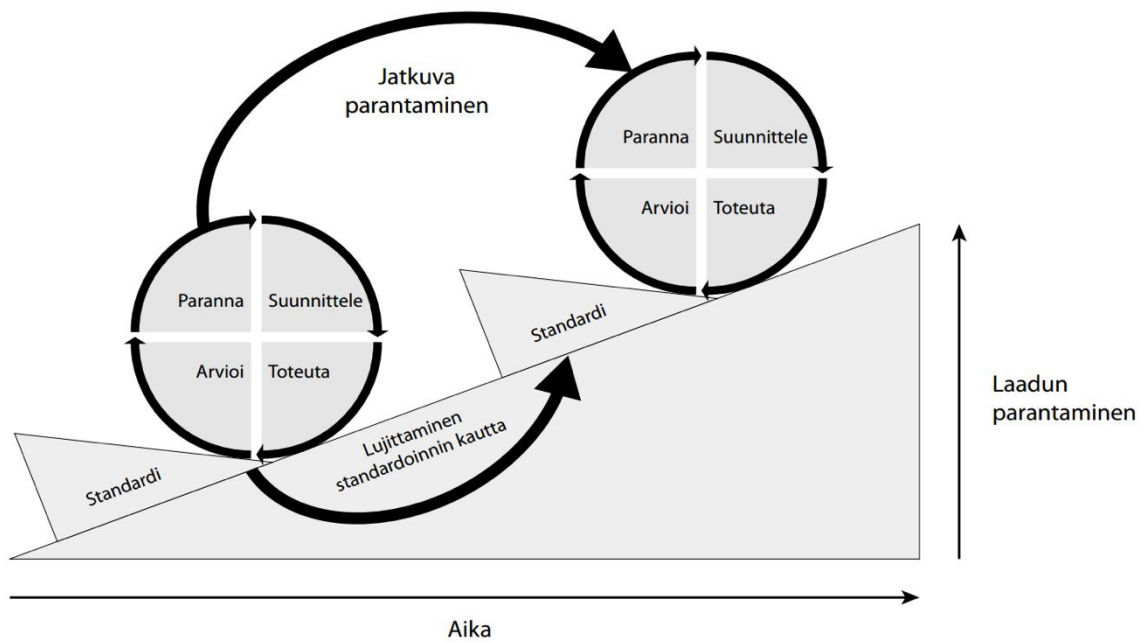 Jatkuva
parantaminen
Paranna
Suunnittele
Arvioi
Toteuta
Paranna
Suunnittele
Arvioi
Toteuta
Standardi
Standardi
Lujittaminen
standardoinnin kautta
Laadun
parantaminen
Aika